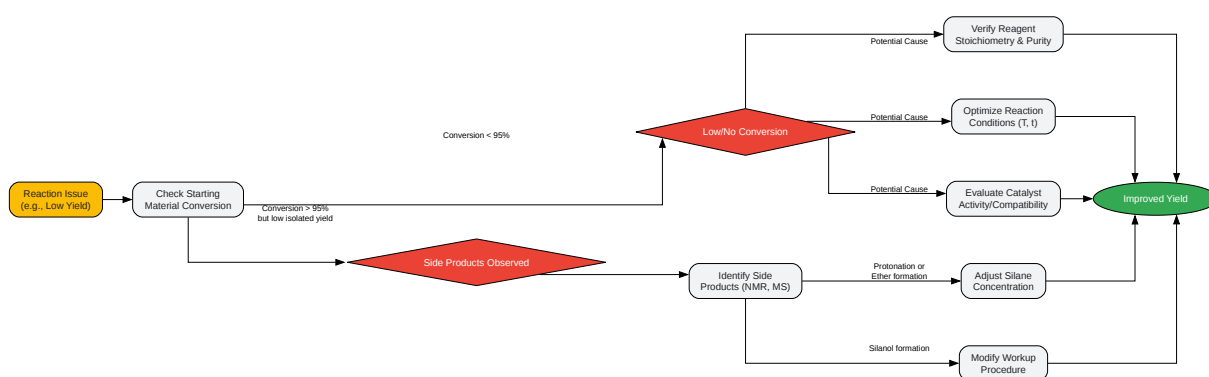 Verify Reagent
Stoichiometry & Purity
Potential Cause
Optimize Reaction
Conditions (T, t)
Potential Cause
Low/No Conversion
Conversion < 95%
Reaction Issue
(e.g., Low Yield)
Check Starting
Material Conversion
Conversion > 95%
but low isolated yield
Potential Cause
Evaluate Catalyst
Activity/Compatibility
Improved Yield
Side Products Observed
Identify Side
Products (NMR, MS)
Protonation or
Ether formation
Adjust Silane
Concentration
Silanol formation
Modify Workup
Procedure